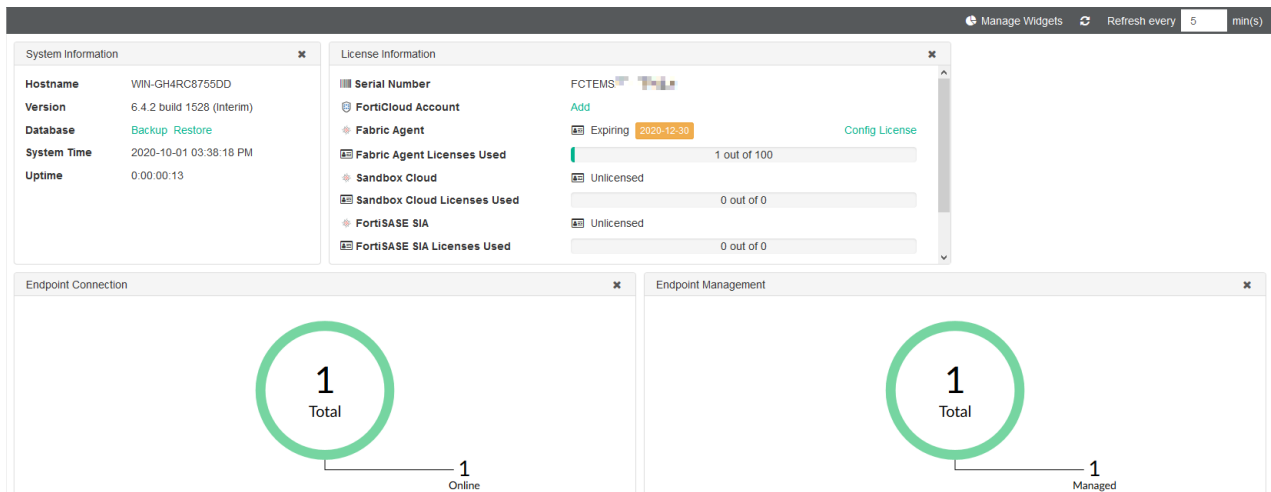 Manage Widgets Refresh every 5 min(s)
System Information
Hostname WIN-GH4RC8755DD
Version 6.4.2 build 1528 (Interim)
Database Backup Restore
System Time 2020-10-01 03:38:18 PM
Uptime 0:00:00:13
License Information
Serial Number FCTEMS
FortiCloud Account Add
Fabric Agent Expiring 2020-12-30 Config License
Fabric Agent Licenses Used 1 out of 100
Sandbox Cloud Unlicensed
Sandbox Cloud Licenses Used 0 out of 0
FortiSASE SIA Unlicensed
FortiSASE SIA Licenses Used 0 out of 0
Endpoint Connection
1
Total
1
Online
Endpoint Management
1
Total
1
Managed